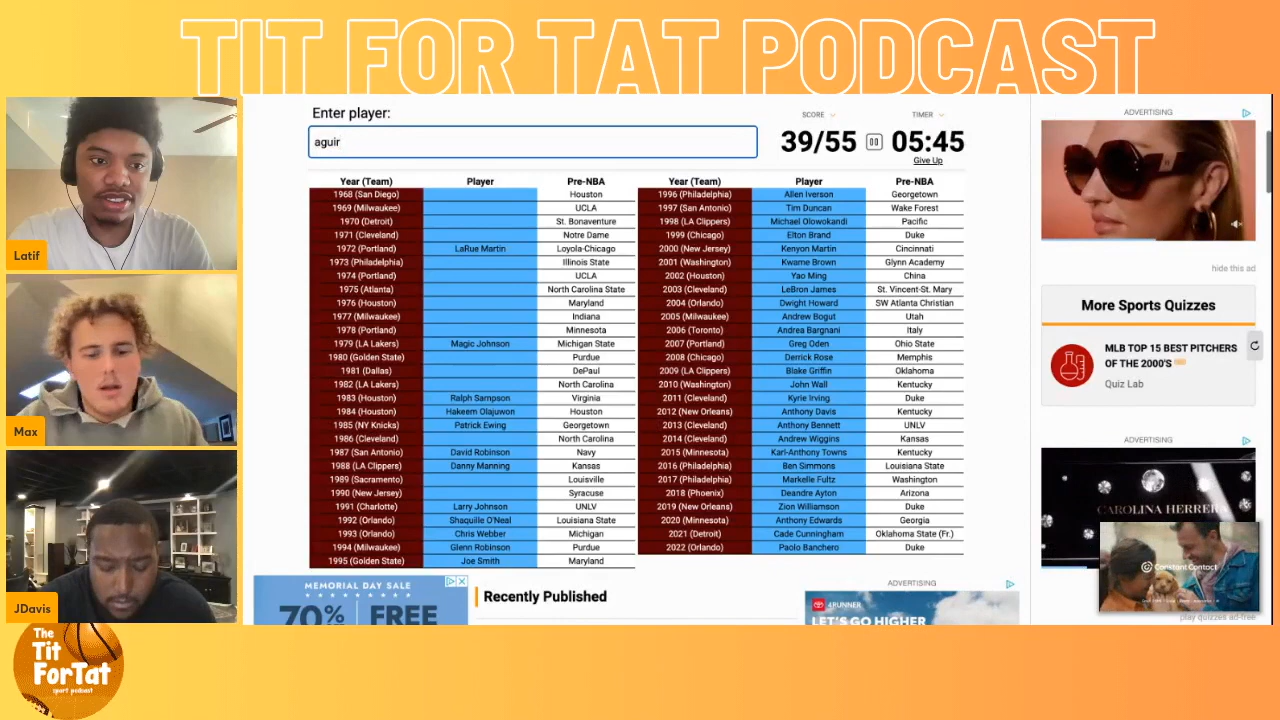 TIT FOR TAT PODCAST
Latif
Max
JDavis
The
Tit
ForTat
sport podcast
Enter player:
aguir
SCORE
39/55
TIMER
05:45
Give Up
Year (Team) Player Pre-NBA
1968 (San Diego) Houston
1969 (Milwaukee) UCLA
1970 (Detroit) St. Bonaventure
1971 (Cleveland) Notre Dame
1972 (Portland) LaRue Martin Loyola-Chicago
1973 (Philadelphia) Illinois State
1974 (Portland) UCLA
1975 (Atlanta) North Carolina State
1976 (Houston) Maryland
1977 (Milwaukee) Indiana
1978 (Portland) Minnesota
1979 (LA Lakers) Magic Johnson Michigan State
1980 (Golden State) Purdue
1981 (Dallas) DePaul
1982 (LA Lakers) North Carolina
1983 (Houston) Ralph Sampson Virginia
1984 (Houston) Hakeem Olajuwon Houston
1985 (NY Knicks) Patrick Ewing Georgetown
1986 (Cleveland) North Carolina
1987 (San Antonio) David Robinson Navy
1988 (LA Clippers) Danny Manning Kansas
1989 (Sacramento) Louisville
1990 (New Jersey) Syracuse
1991 (Charlotte) Larry Johnson UNLV
1992 (Orlando) Shaquille O'Neal Louisiana State
1993 (Orlando) Chris Webber Michigan
1994 (Milwaukee) Glenn Robinson Purdue
1995 (Golden State) Joe Smith Maryland
Year (Team) Player Pre-NBA
1996 (Philadelphia) Allen Iverson Georgetown
1997 (San Antonio) Tim Duncan Wake Forest
1998 (LA Clippers) Michael Olowokandi Pacific
1999 (Chicago) Elton Brand Duke
2000 (New Jersey) Kenyon Martin Cincinnati
2001 (Washington) Kwame Brown Glynn Academy
2002 (Houston) Yao Ming China
2003 (Cleveland) LeBron James St. Vincent-St. Mary
2004 (Orlando) Dwight Howard SW Atlanta Christian
2005 (Milwaukee) Andrew Bogut Utah
2006 (Toronto) Andrea Bargnani Italy
2007 (Portland) Greg Oden Ohio State
2008 (Chicago) Derrick Rose Memphis
2009 (LA Clippers) Blake Griffin Oklahoma
2010 (Washington) John Wall Kentucky
2011 (Cleveland) Kyrie Irving Duke
2012 (New Orleans) Anthony Davis Kentucky
2013 (Cleveland) Anthony Bennett UNLV
2014 (Cleveland) Andrew Wiggins Kansas
2015 (Minnesota) Karl-Anthony Towns Kentucky
2016 (Philadelphia) Ben Simmons Louisiana State
2017 (Philadelphia) Markelle Fultz Washington
2018 (Phoenix) Deandre Ayton Arizona
2019 (New Orleans) Zion Williamson Duke
2020 (Minnesota) Anthony Edwards Georgia
2021 (Detroit) Cade Cunningham Oklahoma State (Fr.)
2022 (Orlando) Paolo Banchero Duke
MEMORIAL DAY SALE
70% FREE
Recently Published
ADVERTISING
4RUNNER
LET'S GO HIGHER
ADVERTISING
hide this ad
More Sports Quizzes
MLB TOP 15 BEST PITCHERS
OF THE 2000'S
Quiz Lab
ADVERTISING
CAROLINA HERRERA
Constant Contact
play quizzes ad-free